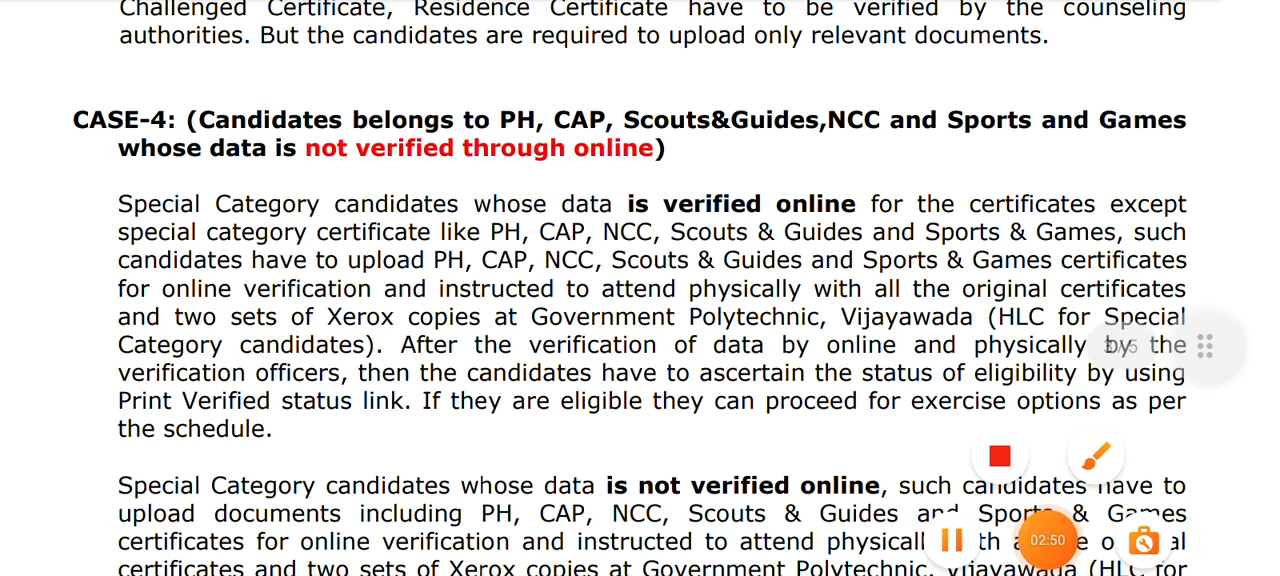 Challenged Certificate, Residence Certificate have to be verified by the counseling
authorities. But the candidates are required to upload only relevant documents.
CASE-4: (Candidates belongs to PH, CAP, Scouts&Guides,NCC and Sports and Games
whose data is not verified through online)
Special Category candidates whose data is verified online for the certificates except
special category certificate like PH, CAP, NCC, Scouts & Guides and Sports & Games, such
candidates have to upload PH, CAP, NCC, Scouts & Guides and Sports & Games certificates
for online verification and instructed to attend physically with all the original certificates
and two sets of Xerox copies at Government Polytechnic, Vijayawada (HLC for Special
Category candidates). After the verification of data by online and physically by the
verification officers, then the candidates have to ascertain the status of eligibility by using
Print Verified status link. If they are eligible they can proceed for exercise options as per
the schedule.
Special Category candidates whose data is not verified online, such candidates have to
upload documents including PH, CAP, NCC, Scouts & Guides and Sports & Games
certificates for online verification and instructed to attend
02:50
certificates and two sets of Xerox copies at Government Polytechnic, Vijayawada (HLC for